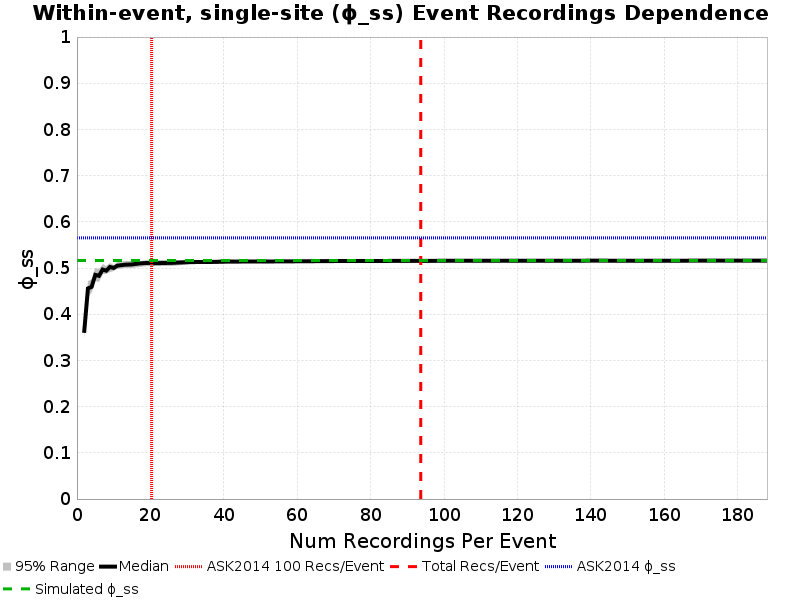 Within-event, single-site (ϕ_ss) Event Recordings Dependence
1
0.9
0.8
0.7
0.6
0.5
0.4
0.3
0.2
0.1
0
ϕ_ss
0 20 40 60 80 100 120 140 160 180
Num Recordings Per Event
95% Range Median ASK2014 100 Recs/Event Total Recs/Event ASK2014 ϕ_ss
Simulated ϕ_ss